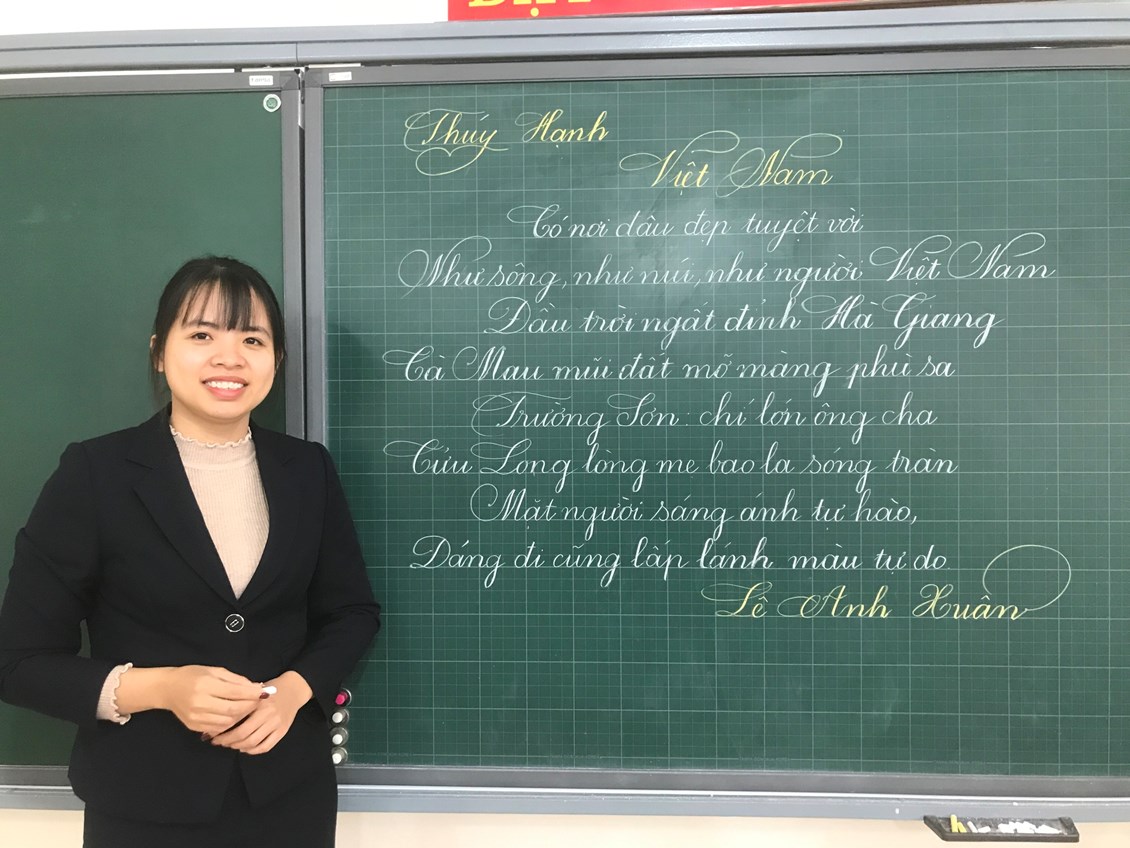 Thúy Hạnh
Việt Nam
Có nơi đâu đẹp tuyệt vời
Như sông, như núi, như người Việt Nam
Đầu trời ngất đỉnh Hà Giang
Cà Mau mũi đất mỡ màng phù sa
Trường Sơn: chí lớn ông cha
Cửu Long lòng mẹ bao la sóng tràn
Mặt người sáng ánh tự hào,
Dáng đi cũng lấp lánh màu tự do
Lê Anh Xuân